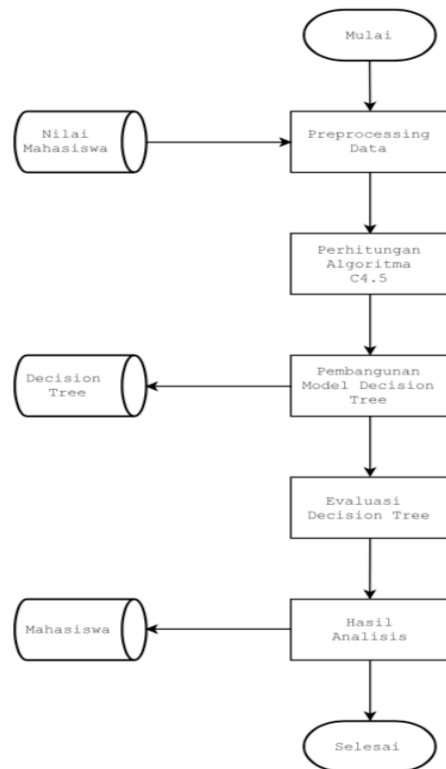 Mulai
Nilai
Mahasiswa
Preprocessing
Data
Perhitungan
Algoritma
C4.5
Decision
Tree
Pembangunan
Model Decision
Tree
Evaluasi
Decision Tree
Mahasiswa
Hasil
Analisis
Selesai